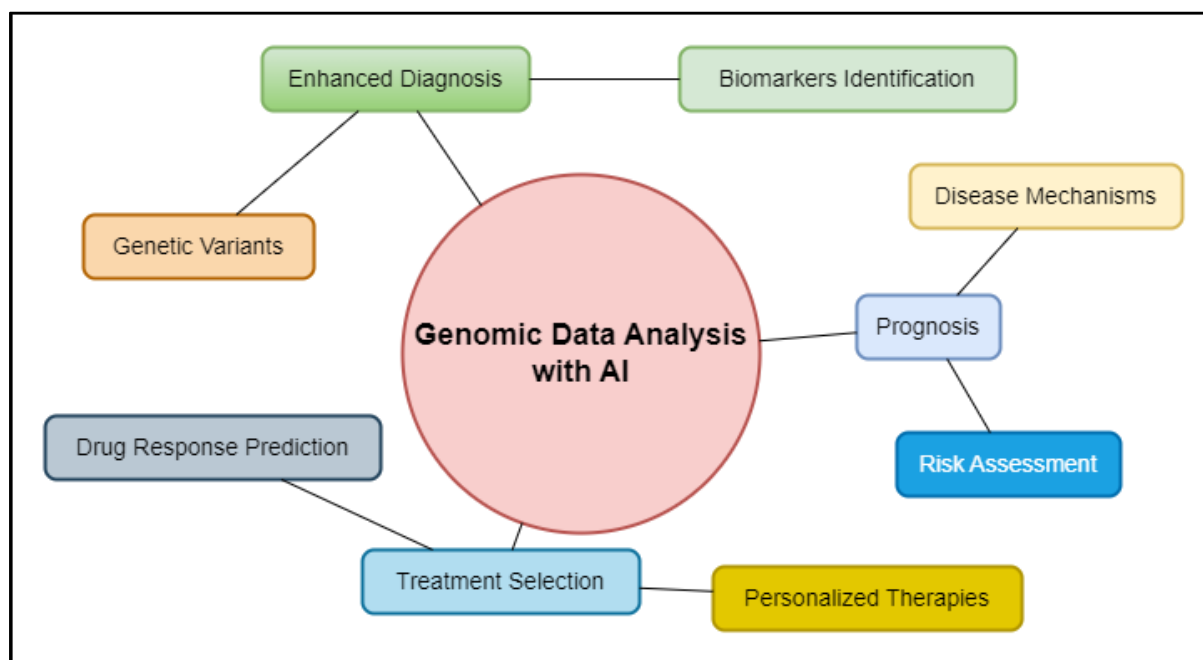 Enhanced Diagnosis
Biomarkers Identification
Disease Mechanisms
Genetic Variants
Prognosis
Genomic Data Analysis
with AI
Drug Response Prediction
Risk Assessment
Treatment Selection
Personalized Therapies